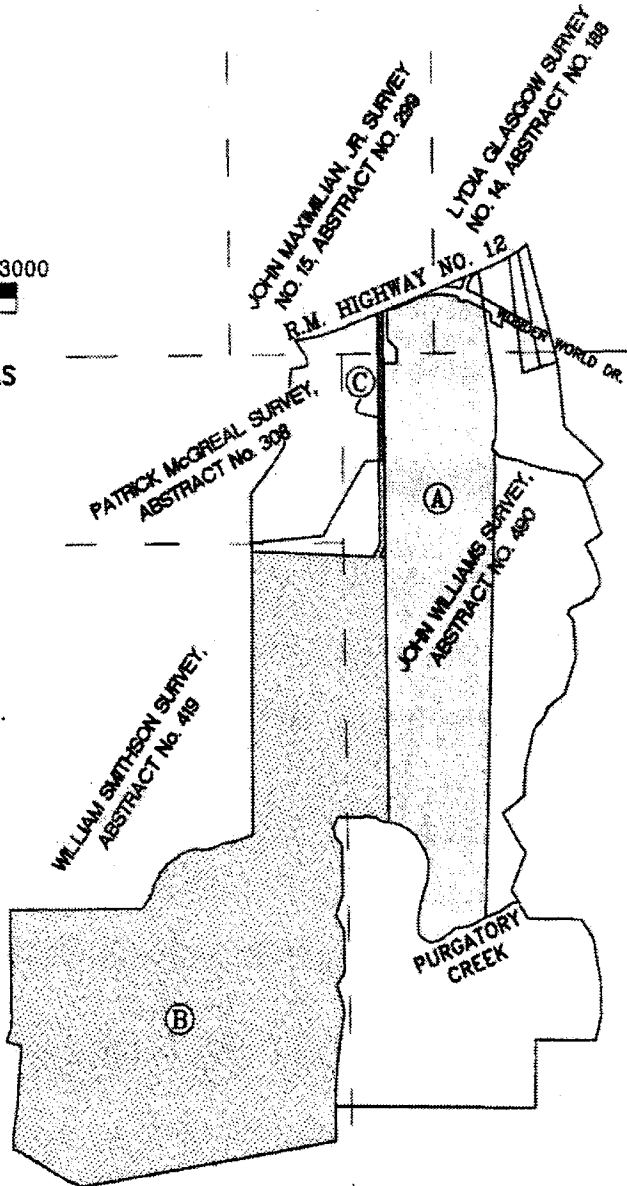 JOHN MAXIMILIAN, JR. SURVEY
NO. 15, ABSTRACT NO. 299
LYDIA GLASGOW SURVEY
NO. 14, ABSTRACT NO. 188
3000
R.M. HIGHWAY NO. 12
WONDER WORLD DR.
S
C
PATRICK McGREAL SURVEY,
ABSTRACT No. 308
A
JOHN WILLIAMS SURVEY,
ABSTRACT NO. 490
WILLIAM SMITHSON SURVEY,
ABSTRACT No. 419
PURGATORY
CREEK
B